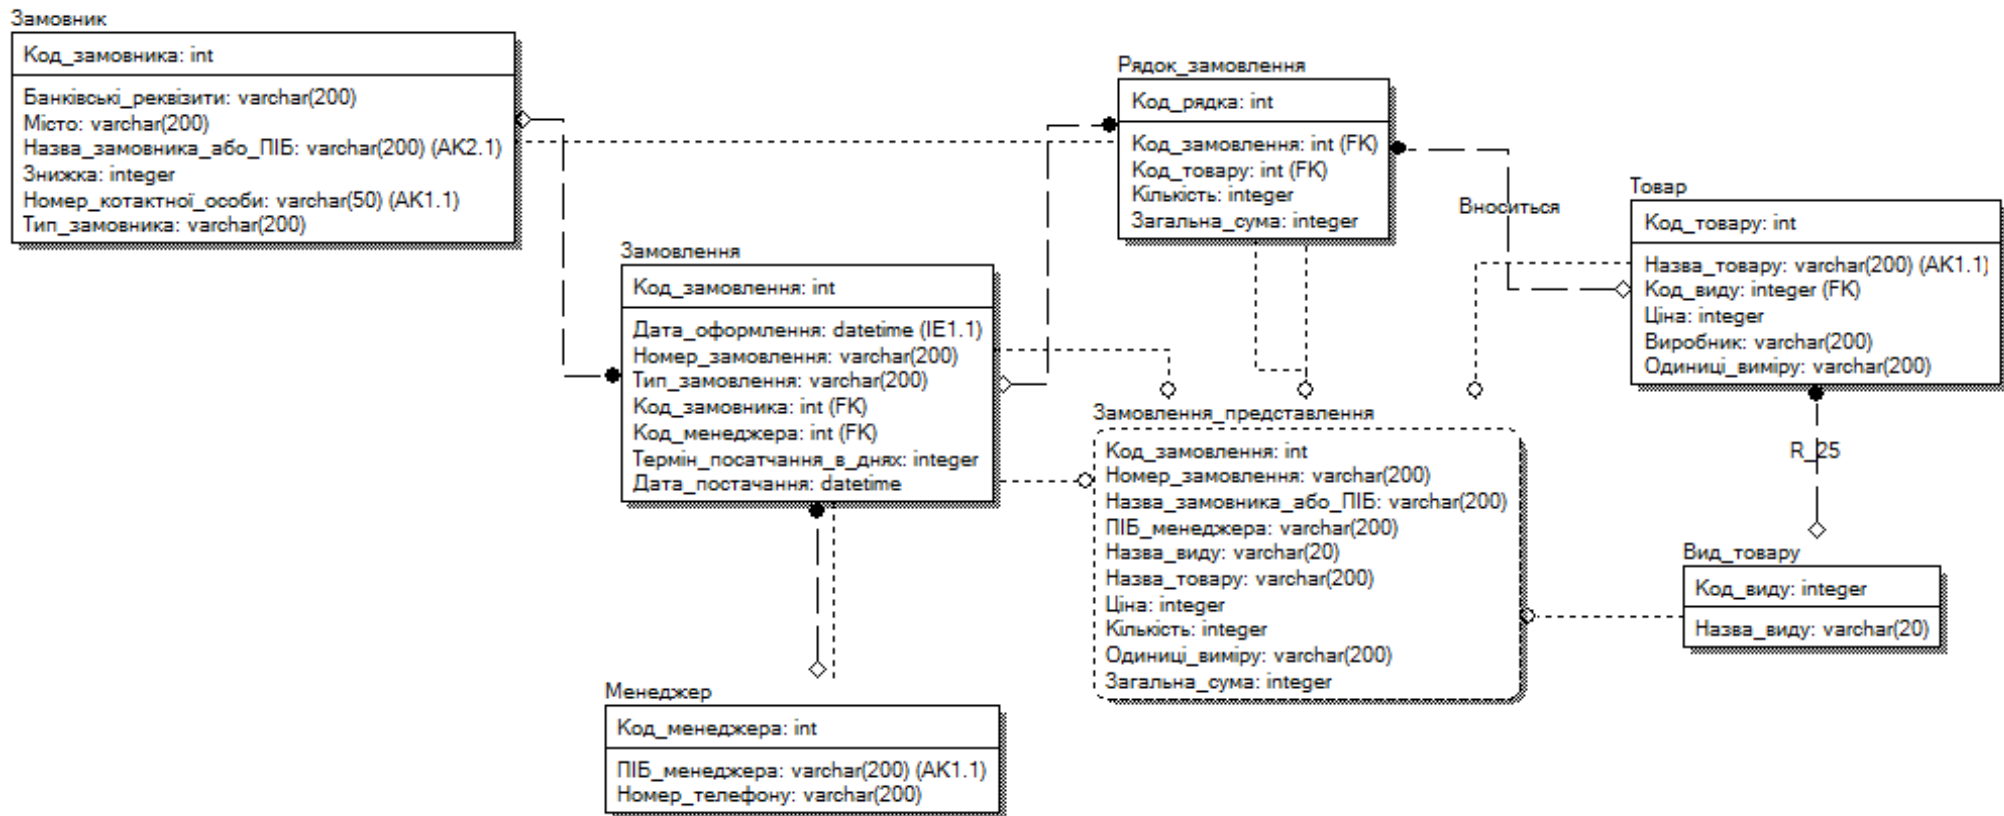 Замовник
Код_замовника: int
Банківські_реквізити: varchar(200)
Місто: varchar(200)
Назва_замовника_або_ПІБ: varchar(200) (AK2.1)
Знижка: integer
Номер_котактної_особи: varchar(50) (AK1.1)
Тип_замовника: varchar(200)
Замовлення
Код_замовлення: int
Дата_оформлення: datetime (IE1.1)
Номер_замовлення: varchar(200)
Тип_замовлення: varchar(200)
Код_замовника: int (FK)
Код_менеджера: int (FK)
Термін_посатчання_в_днях: integer
Дата_постачання: datetime
Менеджер
Код_менеджера: int
ПІБ_менеджера: varchar(200) (AK1.1)
Номер_телефону: varchar(200)
Рядок_замовлення
Код_рядка: int
Код_замовлення: int (FK)
Код_товару: int (FK)
Кількість: integer
Загальна_сума: integer
Вноситься
Замовлення_представлення
Код_замовлення: int
Номер_замовлення: varchar(200)
Назва_замовника_або_ПІБ: varchar(200)
ПІБ_менеджера: varchar(200)
Назва_виду: varchar(20)
Назва_товару: varchar(200)
Ціна: integer
Кількість: integer
Одиниці_виміру: varchar(200)
Загальна_сума: integer
Товар
Код_товару: int
Назва_товару: varchar(200) (AK1.1)
Код_виду: integer (FK)
Ціна: integer
Виробник: varchar(200)
Одиниці_виміру: varchar(200)
R_25
Вид_товару
Код_виду: integer
Назва_виду: varchar(20)